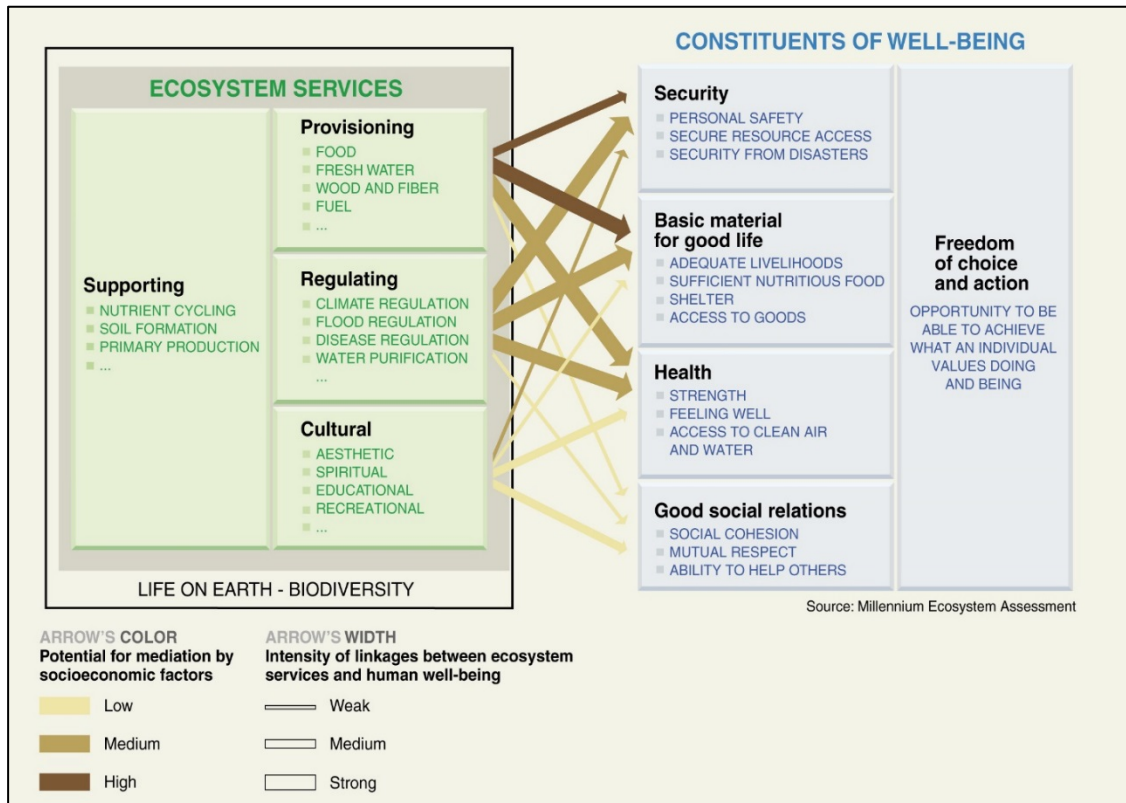 CONSTITUENTS OF WELL-BEING
ECOSYSTEM SERVICES
Supporting
NUTRIENT CYCLING
SOIL FORMATION
PRIMARY PRODUCTION
...
Provisioning
FOOD
FRESH WATER
WOOD AND FIBER
FUEL
...
Regulating
CLIMATE REGULATION
FLOOD REGULATION
DISEASE REGULATION
WATER PURIFICATION
...
Cultural
AESTHETIC
SPIRITUAL
EDUCATIONAL
RECREATIONAL
...
LIFE ON EARTH - BIODIVERSITY
Security
PERSONAL SAFETY
SECURE RESOURCE ACCESS
SECURITY FROM DISASTERS
Basic material
for good life
ADEQUATE LIVELIHOODS
SUFFICIENT NUTRITIOUS FOOD
SHELTER
ACCESS TO GOODS
Health
STRENGTH
FEELING WELL
ACCESS TO CLEAN AIR
AND WATER
Good social relations
SOCIAL COHESION
MUTUAL RESPECT
ABILITY TO HELP OTHERS
Freedom
of choice
and action
OPPORTUNITY TO BE
ABLE TO ACHIEVE
WHAT AN INDIVIDUAL
VALUES DOING
AND BEING
Source: Millennium Ecosystem Assessment
ARROW'S COLOR
Potential for mediation by
socioeconomic factors
Low
Medium
High
ARROW'S WIDTH
Intensity of linkages between ecosystem
services and human well-being
Weak
Medium
Strong